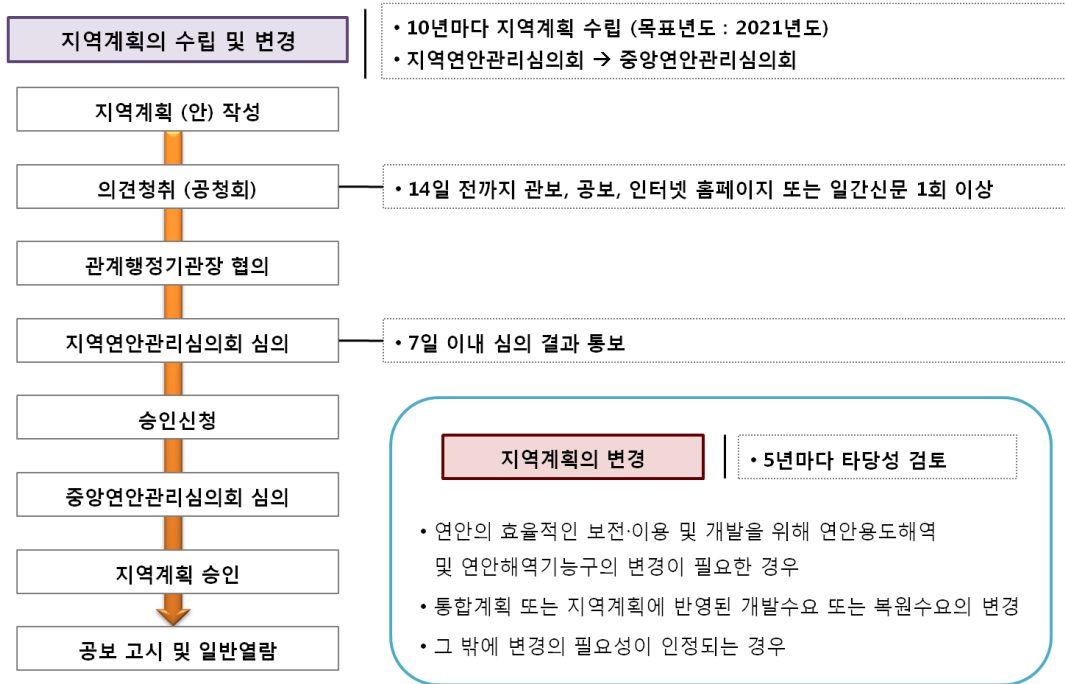 지역계획의 수립 및 변경
• 10년마다 지역계획 수립 (목표년도 : 2021년도)
• 지역연안관리심의회 → 중앙연안관리심의회
지역계획 (안) 작성
의견청취 (공청회)
• 14일 전까지 관보, 공보, 인터넷 홈페이지 또는 일간신문 1회 이상
관계행정기관장 협의
지역연안관리심의회 심의
• 7일 이내 심의 결과 통보
승인신청
중앙연안관리심의회 심의
지역계획 승인
공보 고시 및 일반열람
지역계획의 변경
• 5년마다 타당성 검토
• 연안의 효율적인 보전·이용 및 개발을 위해 연안용도해역
및 연안해역기능구의 변경이 필요한 경우
• 통합계획 또는 지역계획에 반영된 개발수요 또는 복원수요의 변경
• 그 밖에 변경의 필요성이 인정되는 경우